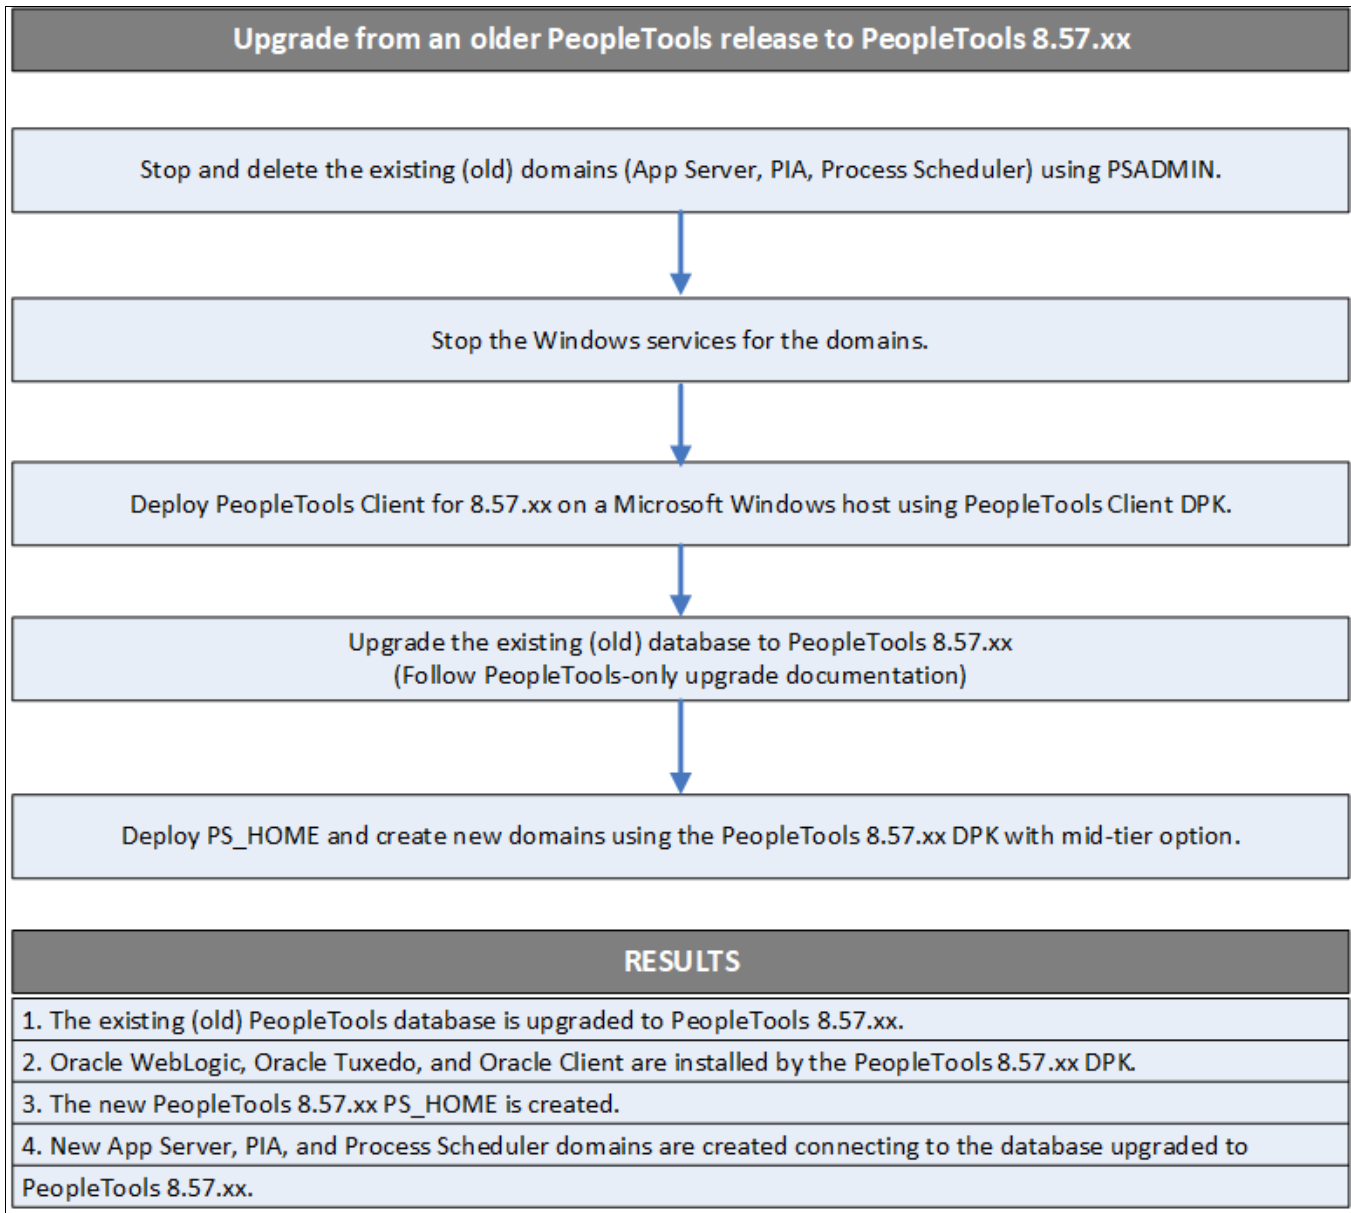 Upgrade from an older PeopleTools release to PeopleTools 8.57.xx
Stop and delete the existing (old) domains (App Server, PIA, Process Scheduler) using PSADMIN.
Stop the Windows services for the domains.
Deploy PeopleTools Client for 8.57.xx on a Microsoft Windows host using PeopleTools Client DPK.
Upgrade the existing (old) database to PeopleTools 8.57.xx
(Follow PeopleTools-only upgrade documentation)
Deploy PS_HOME and create new domains using the PeopleTools 8.57.xx DPK with mid-tier option.
RESULTS
1. The existing (old) PeopleTools database is upgraded to PeopleTools 8.57.xx.
2. Oracle WebLogic, Oracle Tuxedo, and Oracle Client are installed by the PeopleTools 8.57.xx DPK.
3. The new PeopleTools 8.57.xx PS_HOME is created.
4. New App Server, PIA, and Process Scheduler domains are created connecting to the database upgraded to
PeopleTools 8.57.xx.